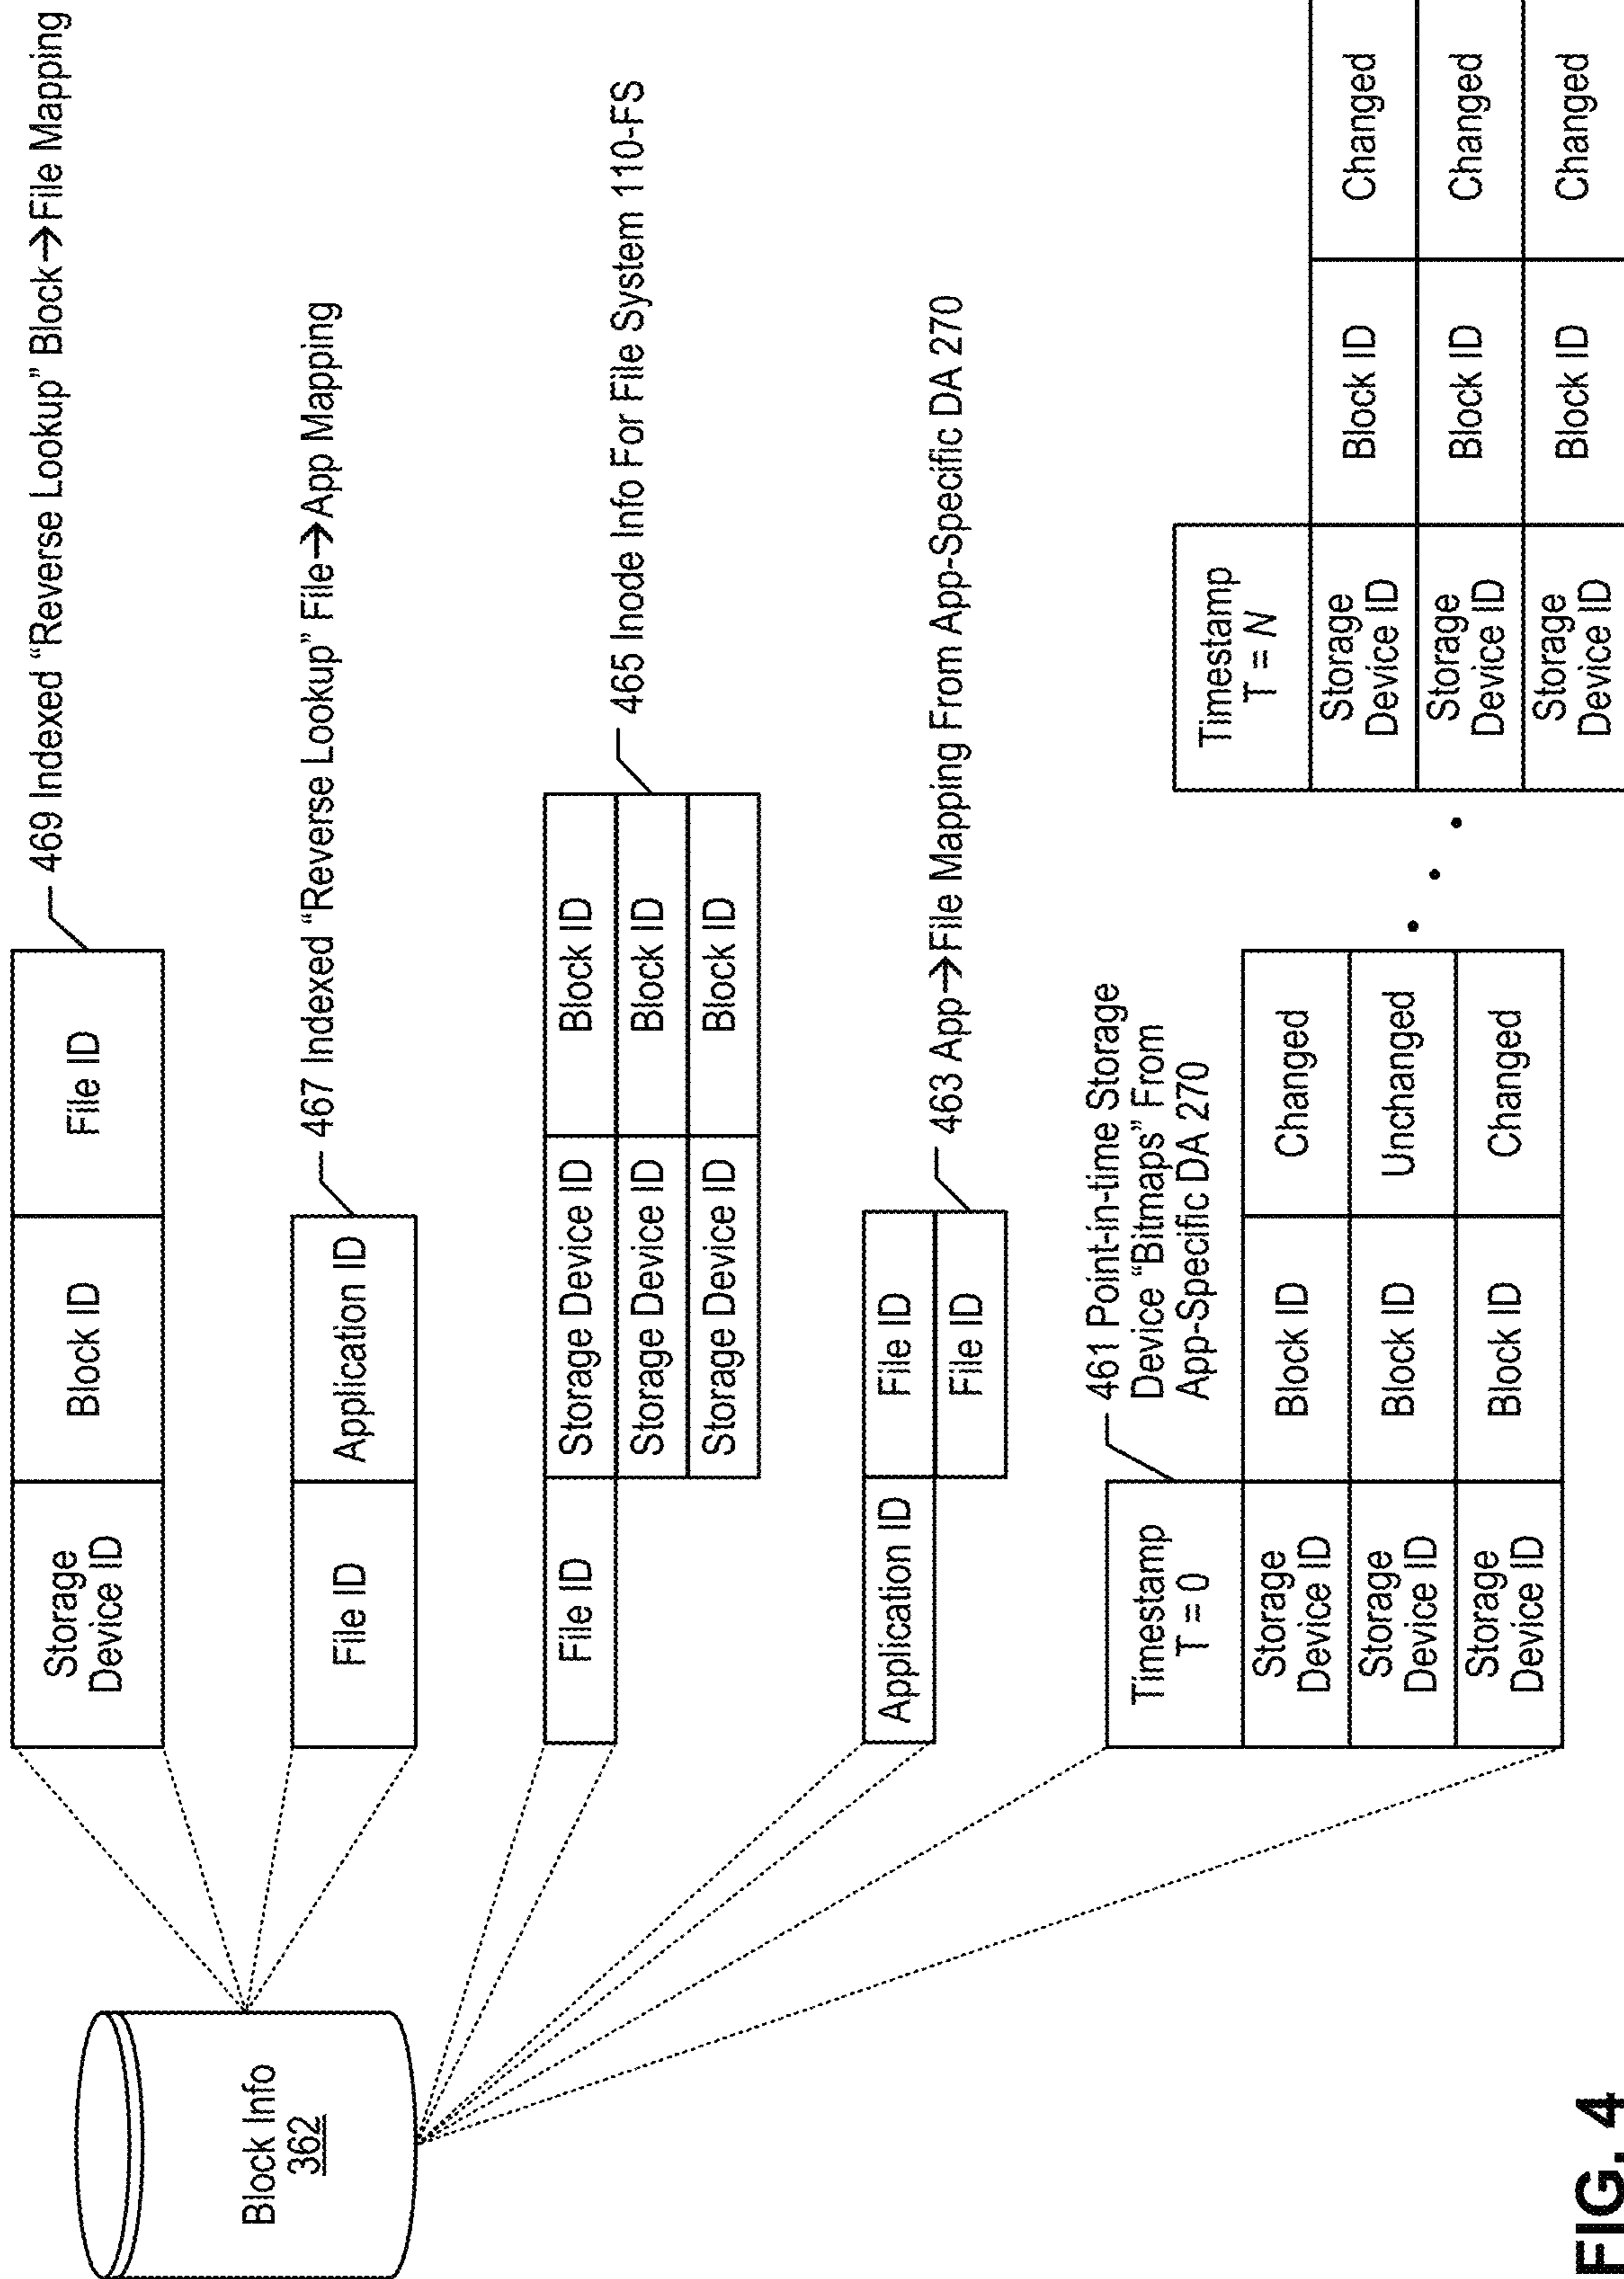 Block Info
362
Storage
Device ID
Block ID
File ID
469 Indexed “Reverse Lookup” Block→File Mapping
File ID
Application ID
467 Indexed “Reverse Lookup” File→App Mapping
File ID
Storage Device ID
Block ID
Storage Device ID
Block ID
Storage Device ID
Block ID
465 Inode Info For File System 110-FS
Application ID
File ID
File ID
463 App→File Mapping From App-Specific DA 270
461 Point-in-time Storage
Device “Bitmaps” From
App-Specific DA 270
Timestamp
T = 0
Storage
Device ID
Block ID
Changed
Storage
Device ID
Block ID
Unchanged
Storage
Device ID
Block ID
Changed
Timestamp
T = N
Storage
Device ID
Block ID
Changed
Storage
Device ID
Block ID
Changed
Storage
Device ID
Block ID
Changed
FIG. 4